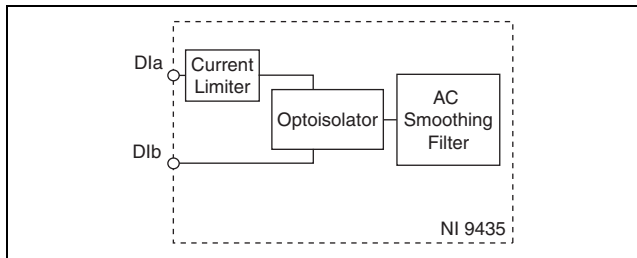 DIa
Current
Limiter
Optoisolator
AC
Smoothing
Filter
DIb
NI 9435